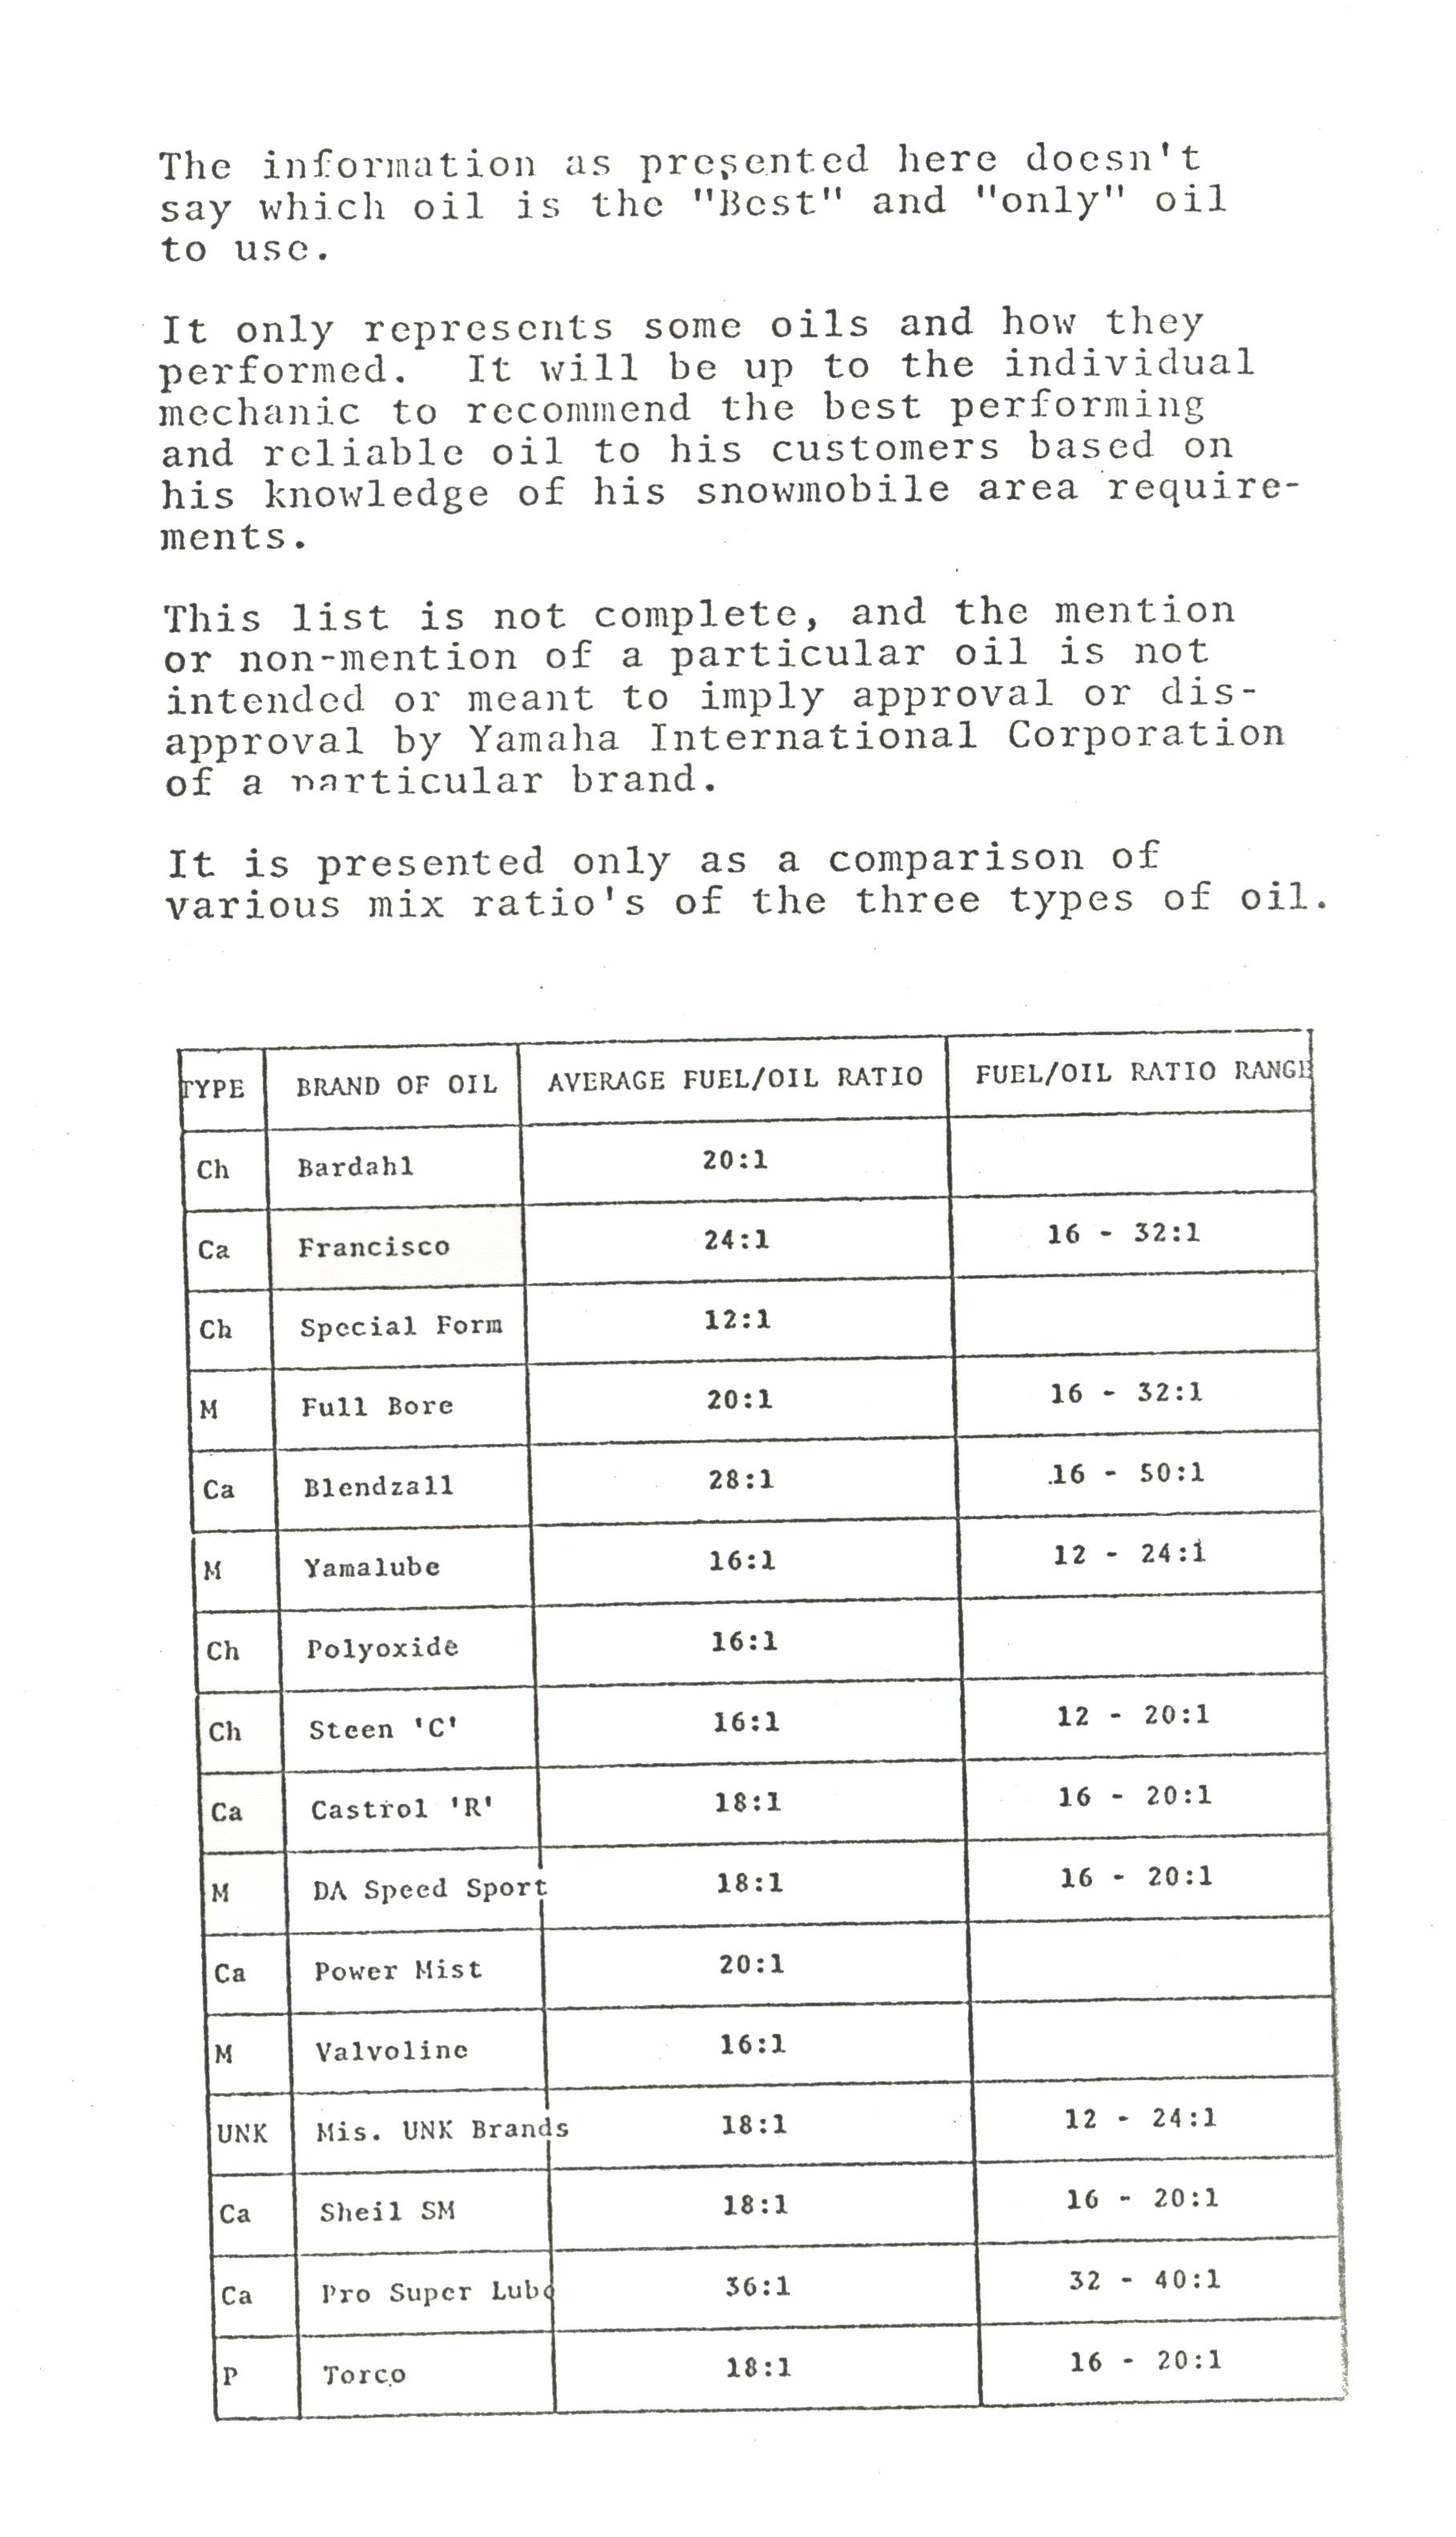 The information as presented here doesn't
say which oil is the "Best" and "only" oil
to use.
It only represents some oils and how they
performed. It will be up to the individual
mechanic to recommend the best performing
and reliable oil to his customers based on
his knowledge of his snowmobile area require-
ments.
This list is not complete, and the mention
or non-mention of a particular oil is not
intended or meant to imply approval or dis-
approval by Yamaha International Corporation
of a particular brand.
It is presented only as a comparison of
various mix ratio's of the three types of oil.
TYPE BRAND OF OIL AVERAGE FUEL/OIL RATIO FUEL/OIL RATIO RANGE
Ch Bardahl 20:1
Ca Francisco 24:1 16 - 32:1
Ch Special Form 12:1
M Full Bore 20:1 16 - 32:1
Ca Blendzall 28:1 16 - 50:1
M Yamalube 16:1 12 - 24:1
Ch Polyoxide 16:1
Ch Steen 'C' 16:1 12 - 20:1
Ca Castrol 'R' 18:1 16 - 20:1
M DA Speed Sport 18:1 16 - 20:1
Ca Power Mist 20:1
M Valvoline 16:1
UNK Mis. UNK Brands 18:1 12 - 24:1
Ca Sheil SM 18:1 16 - 20:1
Ca Pro Super Lube 36:1 32 - 40:1
P Torco 18:1 16 - 20:1